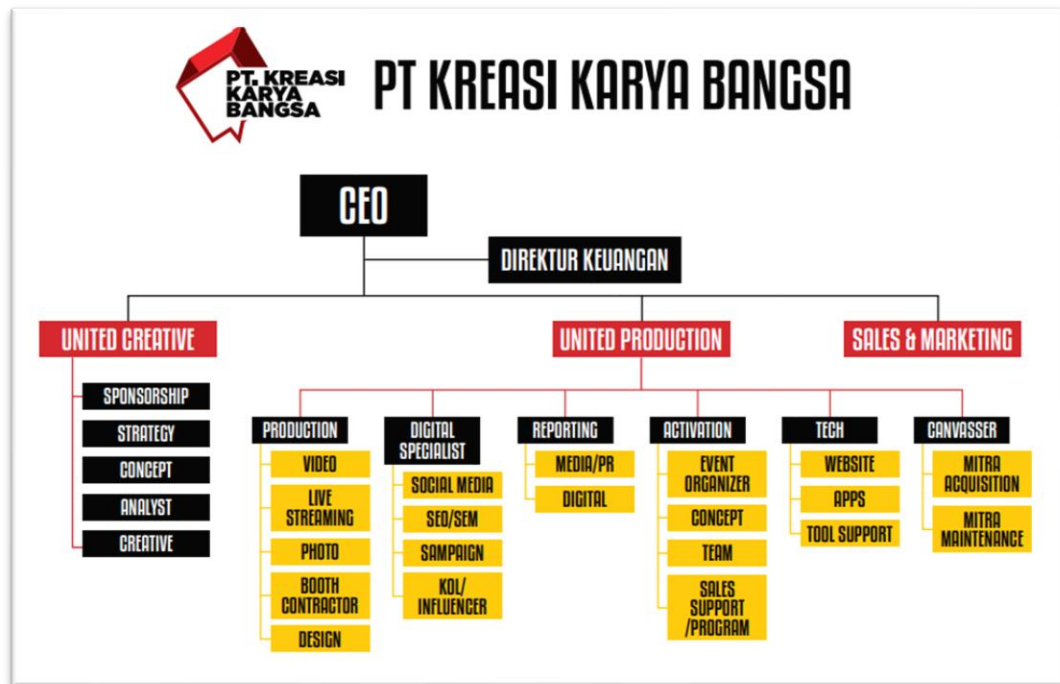 PT. KREASI
KARYA
BANGSA
PT KREASI KARYA BANGSA
CEO
DIREKTUR KEUANGAN
UNITED CREATIVE
UNITED PRODUCTION
SALES & MARKETING
SPONSORSHIP
STRATEGY
CONCEPT
ANALYST
CREATIVE
PRODUCTION
VIDEO
LIVE
STREAMING
PHOTO
BOOTH
CONTRACTOR
DESIGN
DIGITAL
SPECIALIST
SOCIAL MEDIA
SEO/SEM
SAMPAIGN
KOL/
INFLUENCER
REPORTING
MEDIA/PR
DIGITAL
ACTIVATION
EVENT
ORGANIZER
CONCEPT
TEAM
SALES
SUPPORT
/PROGRAM
TECH
WEBSITE
APPS
TOOL SUPPORT
CANVASSER
MITRA
ACQUISITION
MITRA
MAINTENANCE